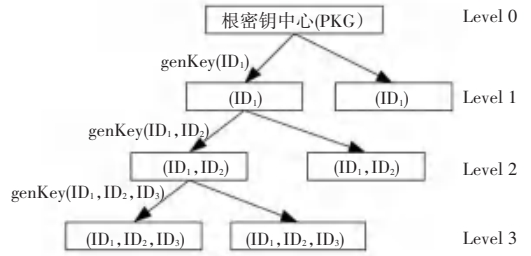 根密钥中心(PKG） Level 0
genKey(ID₁)
(ID₁) (ID₁) Level 1
genKey(ID₁,ID₂)
(ID₁,ID₂) (ID₁,ID₂) Level 2
genKey(ID₁,ID₂,ID₃)
(ID₁,ID₂,ID₃) (ID₁,ID₂,ID₃) Level 3